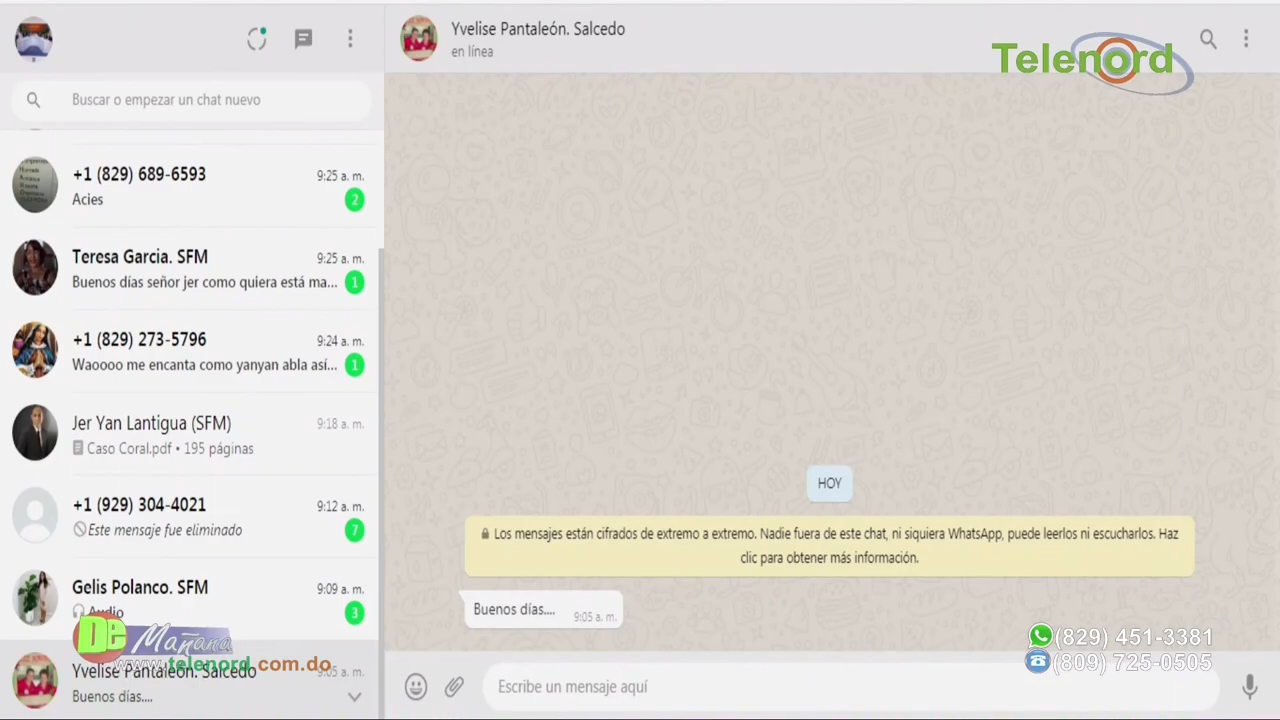 Yvelise Pantaleón. Salcedo
en línea
Telenord
Buscar o empezar un chat nuevo
+1 (829) 689-6593
9:25 a. m.
Acies
2
Teresa Garcia. SFM
9:25 a. m.
Buenos días señor jer como quiera está ma...
1
+1 (829) 273-5796
9:24 a. m.
Waoooo me encanta como yanyan abla así...
1
Jer Yan Lantigua (SFM)
9:18 a. m.
Caso Coral.pdf • 195 páginas
+1 (929) 304-4021
9:12 a. m.
Este mensaje fue eliminado
7
Gelis Polanco. SFM
9:09 a. m.
Audio
3
De Mañana
www.telenord.com.do
Yvelise Pantaleón. Salcedo
9:05 a. m.
Buenos días....
HOY
Los mensajes están cifrados de extremo a extremo. Nadie fuera de este chat, ni siquiera WhatsApp, puede leerlos ni escucharlos. Haz
clic para obtener más información.
Buenos días....
9:05 a. m.
(829) 451-3381
(809) 725-0505
Escribe un mensaje aquí